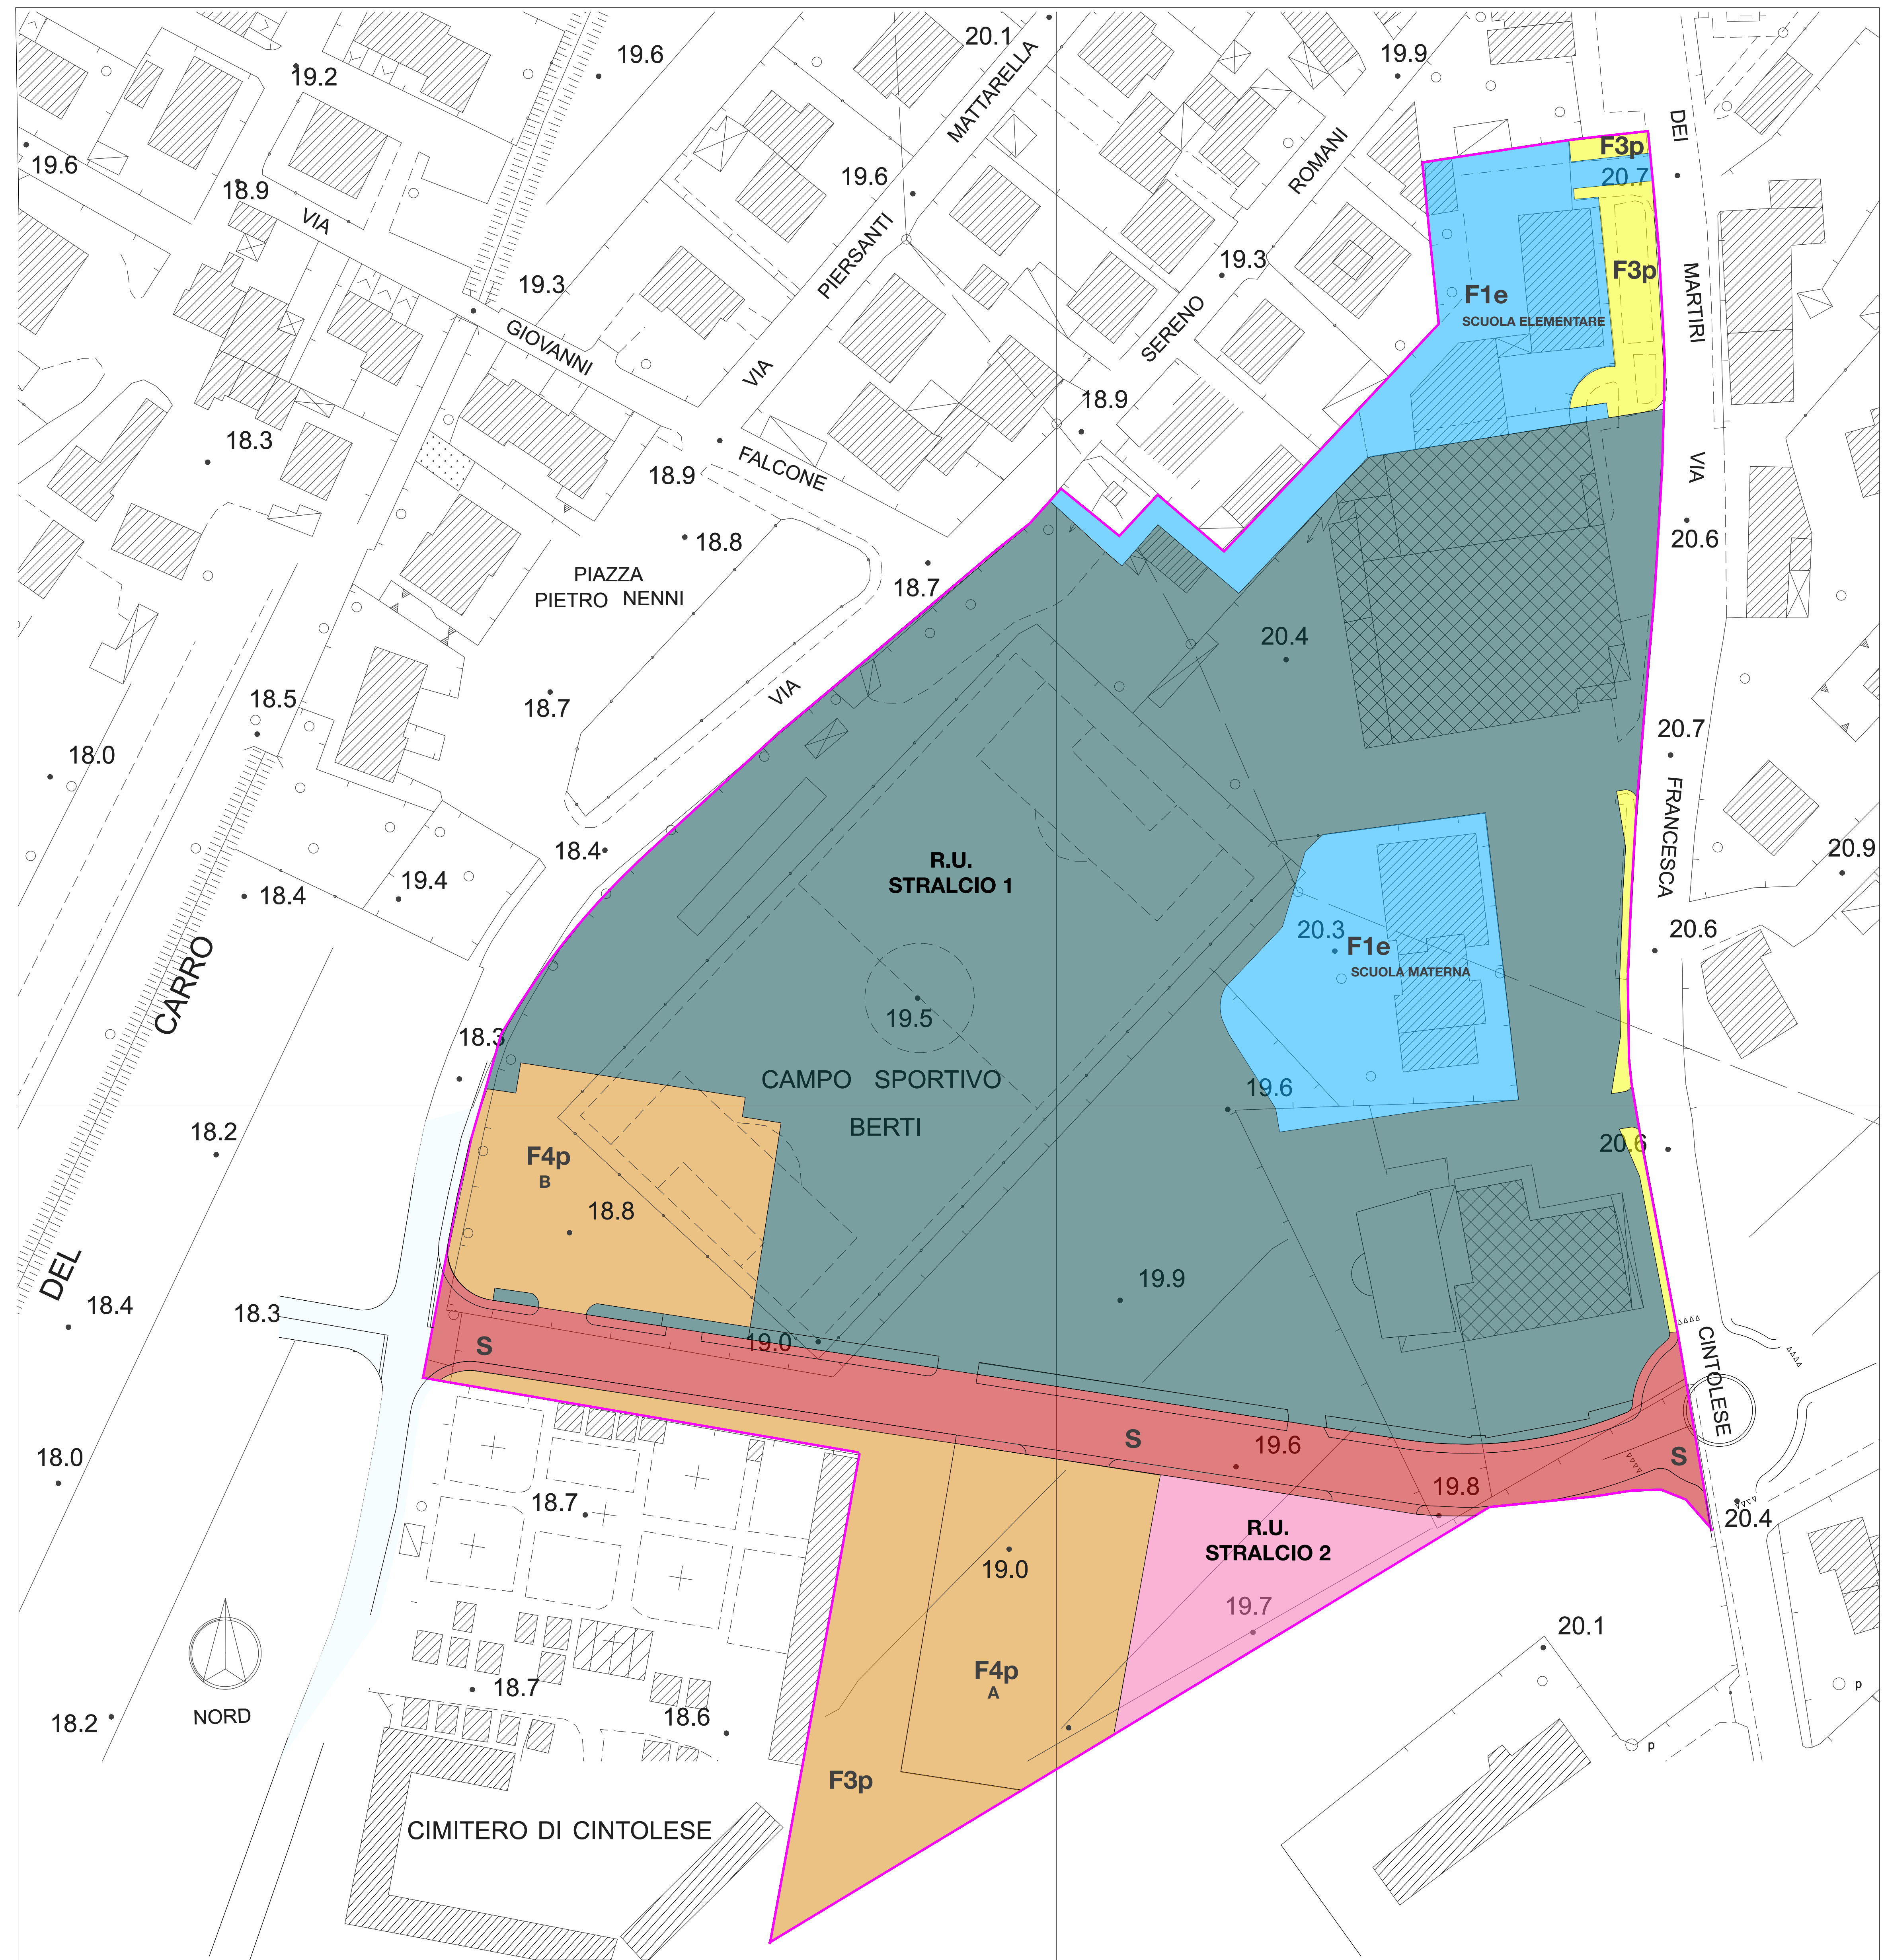 20.1
MATTARELLA
19.6
19.9
19.2
DEI
ROMANI
F3p
19.6
18.9
19.6
20.7
VIA
PIERSANTI
19.3
MARTIRI
F3p
19.3
F1e
SCUOLA ELEMENTARE
SERENO
GIOVANNI
VIA
18.9
18.3
FALCONE
18.9
VIA
18.8
20.6
PIAZZA
PIETRO NENNI
18.7
20.4
VIA
18.5
18.7
20.7
18.0
FRANCESCA
18.4
R.U.
STRALCIO 1
20.9
19.4
18.4
20.3
F1e
20.6
SCUOLA MATERNA
CARRO
19.5
18.3
CAMPO SPORTIVO
19.6
BERTI
18.2
20.6
F4p
B
18.8
DEL
19.9
18.4
18.3
19.0
S
CINTOLESE
S
19.6
S
18.0
19.8
18.7
20.4
R.U.
STRALCIO 2
19.0
19.7
20.1
F4p
A
18.7
p
NORD
18.6
18.2
p
F3p
CIMITERO DI CINTOLESE